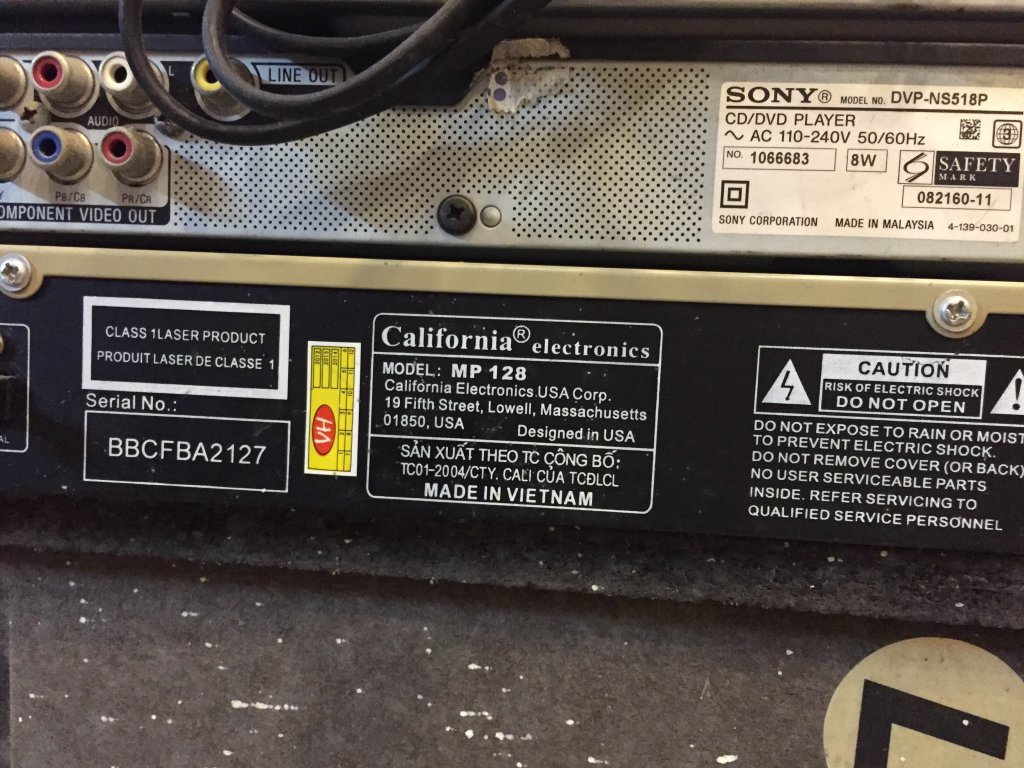 L
LINE OUT
AUDIO
PB/CB
PR/CR
COMPONENT VIDEO OUT
SONY® MODEL NO. DVP-NS518P
CD/DVD PLAYER
~ AC 110-240V 50/60Hz
NO. 1066683 8W
SAFETY
MARK
082160-11
SONY CORPORATION MADE IN MALAYSIA 4-139-030-01
CLASS 1LASER PRODUCT
PRODUIT LASER DE CLASSE 1
Serial No.:
BBCFBA2127
VH
California® electronics
MODEL: MP 128
California Electronics.USA Corp.
19 Fifth Street, Lowell, Massachusetts
01850, USA Designed in USA
SẢN XUẤT THEO TC CÔNG BỐ:
TC01-2004/CTY. CALI CỦA TCĐLCL
MADE IN VIETNAM
CAUTION
RISK OF ELECTRIC SHOCK
DO NOT OPEN
DO NOT EXPOSE TO RAIN OR MOIST
TO PREVENT ELECTRIC SHOCK.
DO NOT REMOVE COVER (OR BACK)
NO USER SERVICEABLE PARTS
INSIDE. REFER SERVICING TO
QUALIFIED SERVICE PERSONNEL